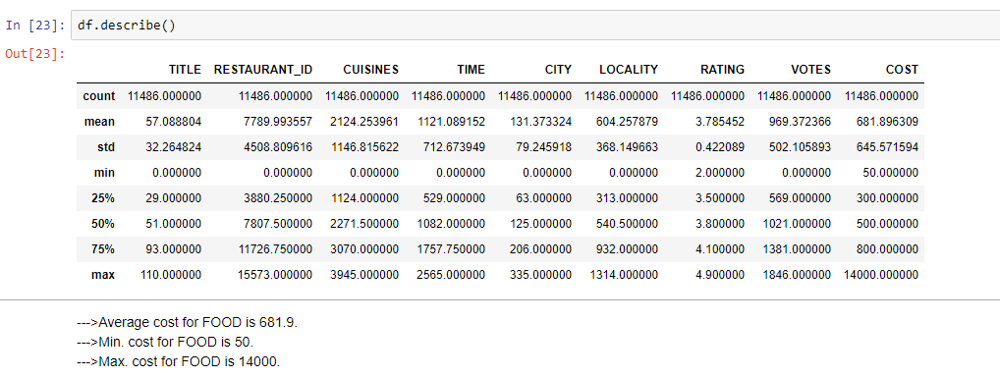 In [23]: df.describe()
Out[23]:
TITLE RESTAURANT_ID CUISINES TIME CITY LOCALITY RATING VOTES COST
count 11486.000000 11486.000000 11486.000000 11486.000000 11486.000000 11486.000000 11486.000000 11486.000000 11486.000000
mean 57.088804 7789.993557 2124.253961 1121.089152 131.373324 604.257879 3.785452 969.372366 681.896309
std 32.264824 4508.809616 1146.815622 712.673949 79.245918 368.149663 0.422089 502.105893 645.571594
min 0.000000 0.000000 0.000000 0.000000 0.000000 0.000000 2.000000 0.000000 50.000000
25% 29.000000 3880.250000 1124.000000 529.000000 63.000000 313.000000 3.500000 569.000000 300.000000
50% 51.000000 7807.500000 2271.500000 1082.000000 125.000000 540.500000 3.800000 1021.000000 500.000000
75% 93.000000 11726.750000 3070.000000 1757.750000 206.000000 932.000000 4.100000 1381.000000 800.000000
max 110.000000 15573.000000 3945.000000 2565.000000 335.000000 1314.000000 4.900000 1846.000000 14000.000000
--->Average cost for FOOD is 681.9.
--->Min. cost for FOOD is 50.
--->Max. cost for FOOD is 14000.